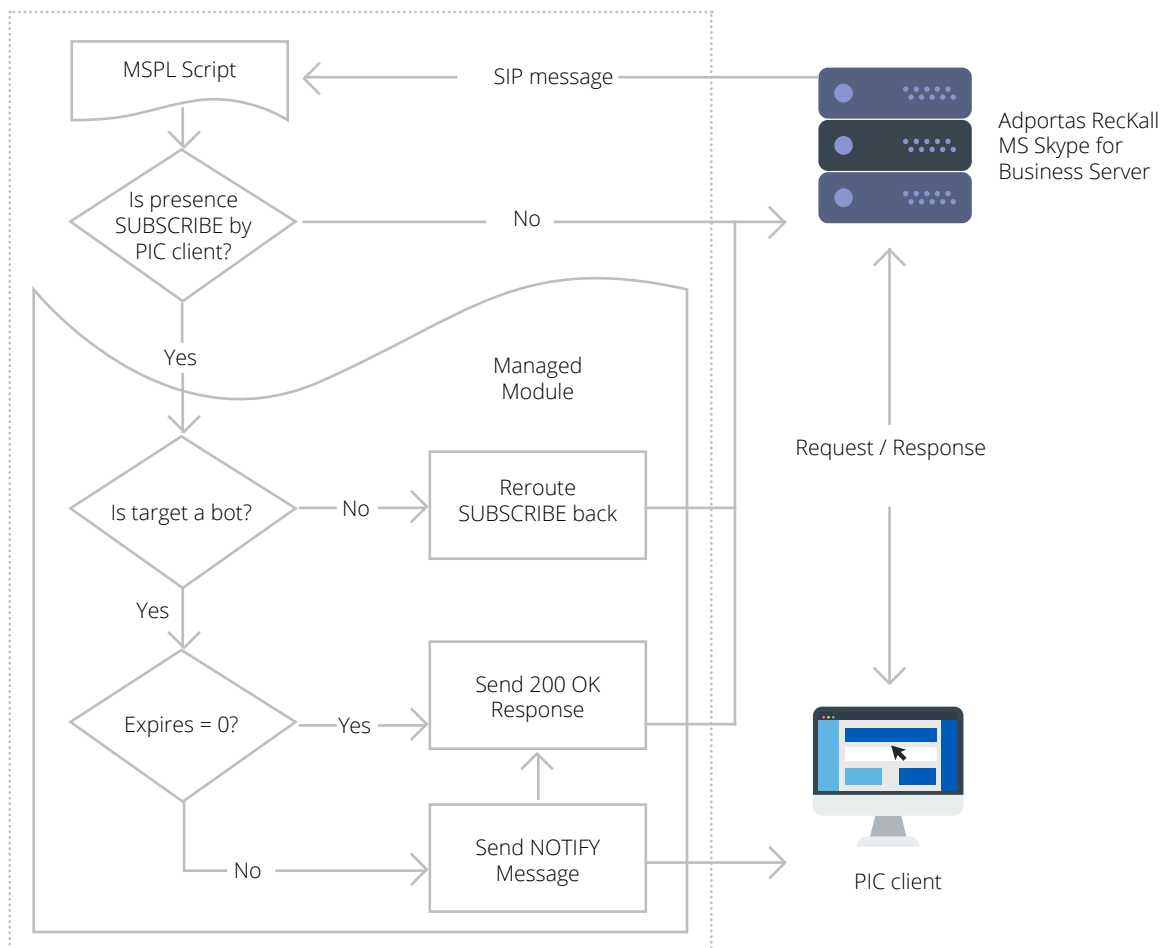 MSPL Script
SIP message
Adportas RecKall
MS Skype for
Business Server
Is presence
SUBSCRIBE by
PIC client?
No
Yes
Managed
Module
Request / Response
Is target a bot?
No
Reroute
SUBSCRIBE back
Yes
Expires = 0?
Yes
Send 200 OK
Response
No
Send NOTIFY
Message
PIC client